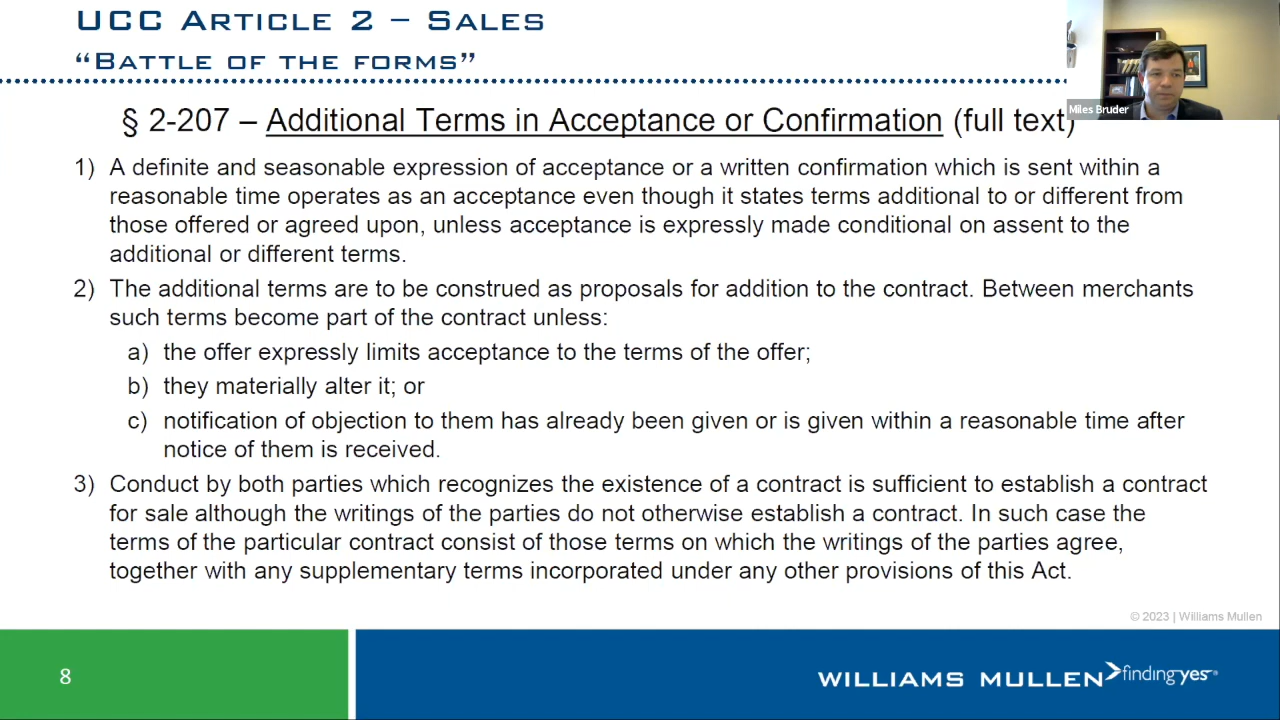 UCC ARTICLE 2 – SALES
“BATTLE OF THE FORMS”
Miles Bruder
§ 2-207 – Additional Terms in Acceptance or Confirmation (full text)
1) A definite and seasonable expression of acceptance or a written confirmation which is sent within a
reasonable time operates as an acceptance even though it states terms additional to or different from
those offered or agreed upon, unless acceptance is expressly made conditional on assent to the
additional or different terms.
2) The additional terms are to be construed as proposals for addition to the contract. Between merchants
such terms become part of the contract unless:
a) the offer expressly limits acceptance to the terms of the offer;
b) they materially alter it; or
c) notification of objection to them has already been given or is given within a reasonable time after
notice of them is received.
3) Conduct by both parties which recognizes the existence of a contract is sufficient to establish a contract
for sale although the writings of the parties do not otherwise establish a contract. In such case the
terms of the particular contract consist of those terms on which the writings of the parties agree,
together with any supplementary terms incorporated under any other provisions of this Act.
© 2023 | Williams Mullen
8
WILLIAMS MULLEN finding yes